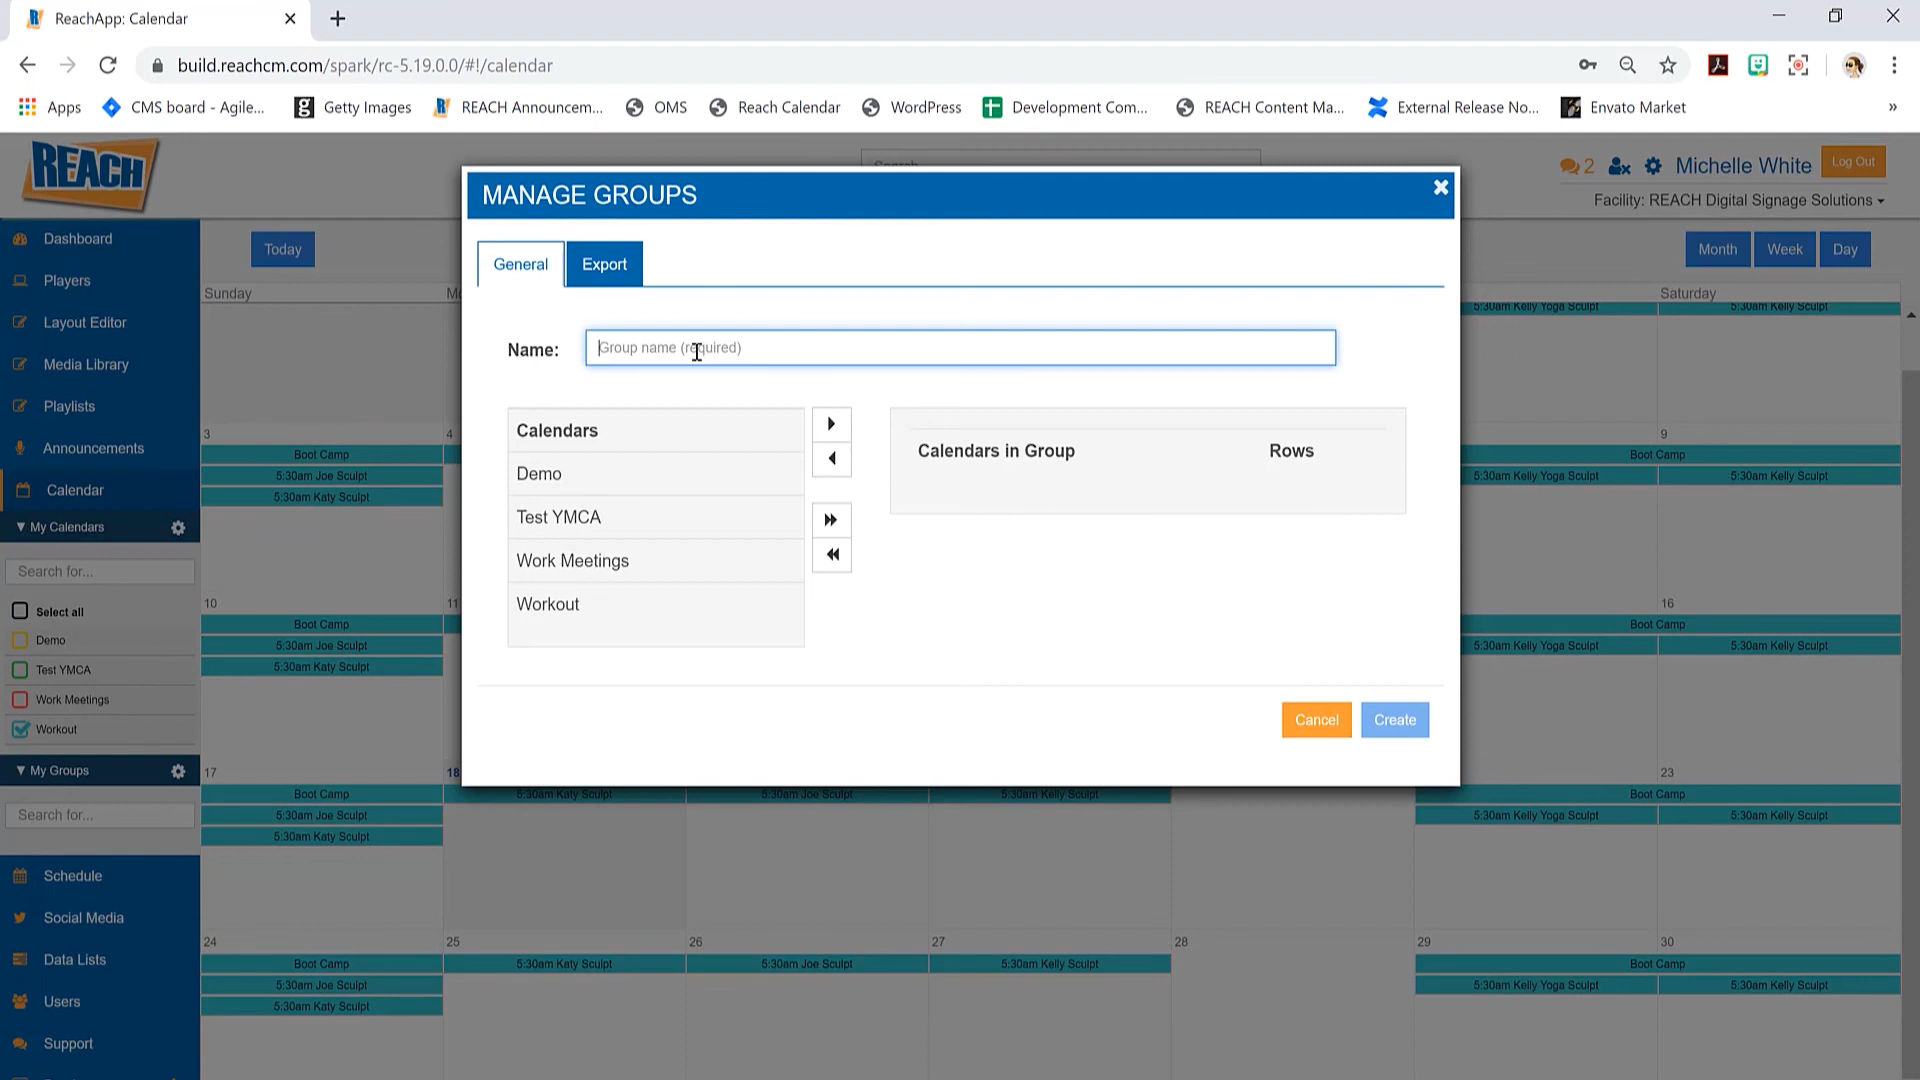 ReachApp: Calendar
build.reachcm.com/spark/rc-5.19.0.0/#!/calendar
Apps
CMS board - Agile...
Getty Images
REACH Announcem...
OMS
Reach Calendar
WordPress
Development Com...
REACH Content Ma...
External Release No...
Envato Market
REACH
2
Michelle White
Log Out
Facility: REACH Digital Signage Solutions
Dashboard
Players
Layout Editor
Media Library
Playlists
Announcements
Calendar
My Calendars
Search for...
Select all
Demo
Test YMCA
Work Meetings
Workout
My Groups
Search for...
Schedule
Social Media
Data Lists
Users
Support
Today
Month
Week
Day
Sunday
Saturday
MANAGE GROUPS
General
Export
Name:
Group name (required)
Calendars
Demo
Test YMCA
Work Meetings
Workout
Calendars in Group
Rows
Cancel
Create
5:30am Kelly Yoga Sculpt
5:30am Kelly Sculpt
3
4
9
Boot Camp
Boot Camp
5:30am Joe Sculpt
5:30am Kelly Yoga Sculpt
5:30am Kelly Sculpt
5:30am Katy Sculpt
10
11
16
Boot Camp
Boot Camp
5:30am Joe Sculpt
5:30am Kelly Yoga Sculpt
5:30am Kelly Sculpt
5:30am Katy Sculpt
17
18
23
Boot Camp
5:30am Katy Sculpt
5:30am Joe Sculpt
5:30am Kelly Sculpt
Boot Camp
5:30am Joe Sculpt
5:30am Kelly Yoga Sculpt
5:30am Kelly Sculpt
5:30am Katy Sculpt
24
25
26
27
28
29
30
Boot Camp
5:30am Katy Sculpt
5:30am Joe Sculpt
5:30am Kelly Sculpt
Boot Camp
5:30am Joe Sculpt
5:30am Kelly Yoga Sculpt
5:30am Kelly Sculpt
5:30am Katy Sculpt